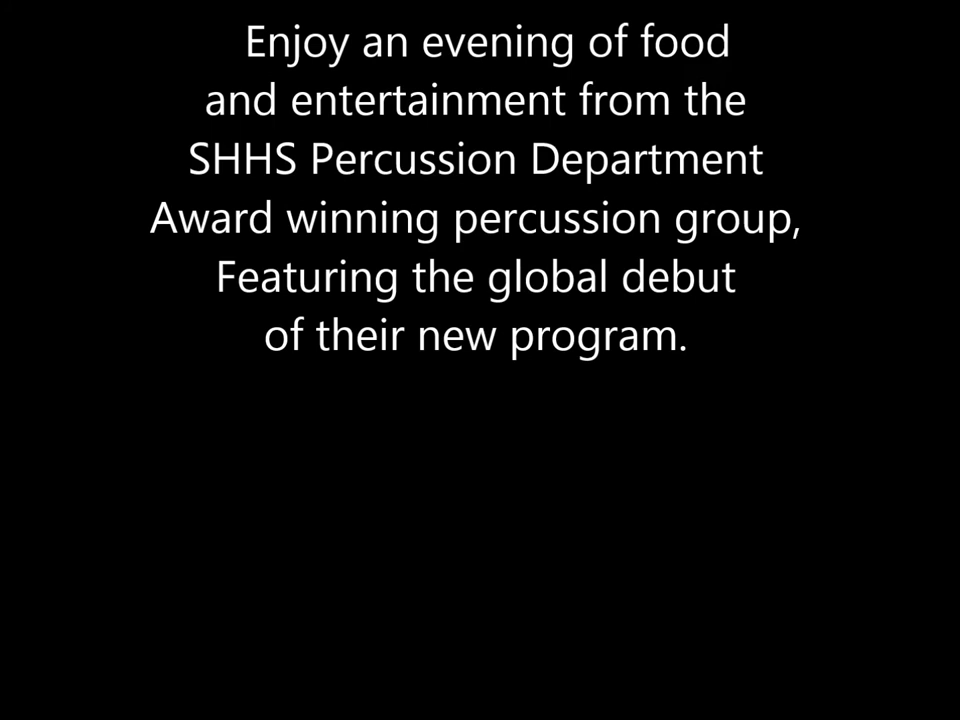 Enjoy an evening of food
and entertainment from the
SHHS Percussion Department
Award winning percussion group,
Featuring the global debut
of their new program.